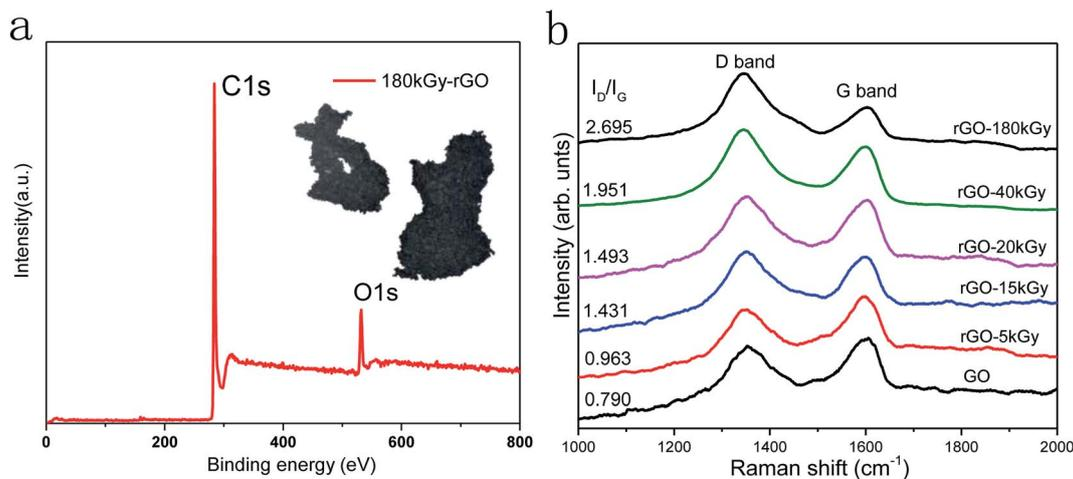 a
C1s
180kGy-rGO
O1s
Intensity(a.u.)
0 200 400 600 800
Binding energy (eV)
b
D band
G band
I_D/I_G
2.695 rGO-180kGy
1.951 rGO-40kGy
1.493 rGO-20kGy
1.431 rGO-15kGy
0.963 rGO-5kGy
0.790 GO
Intensity (arb. unts)
1000 1200 1400 1600 1800 2000
Raman shift (cm⁻¹)